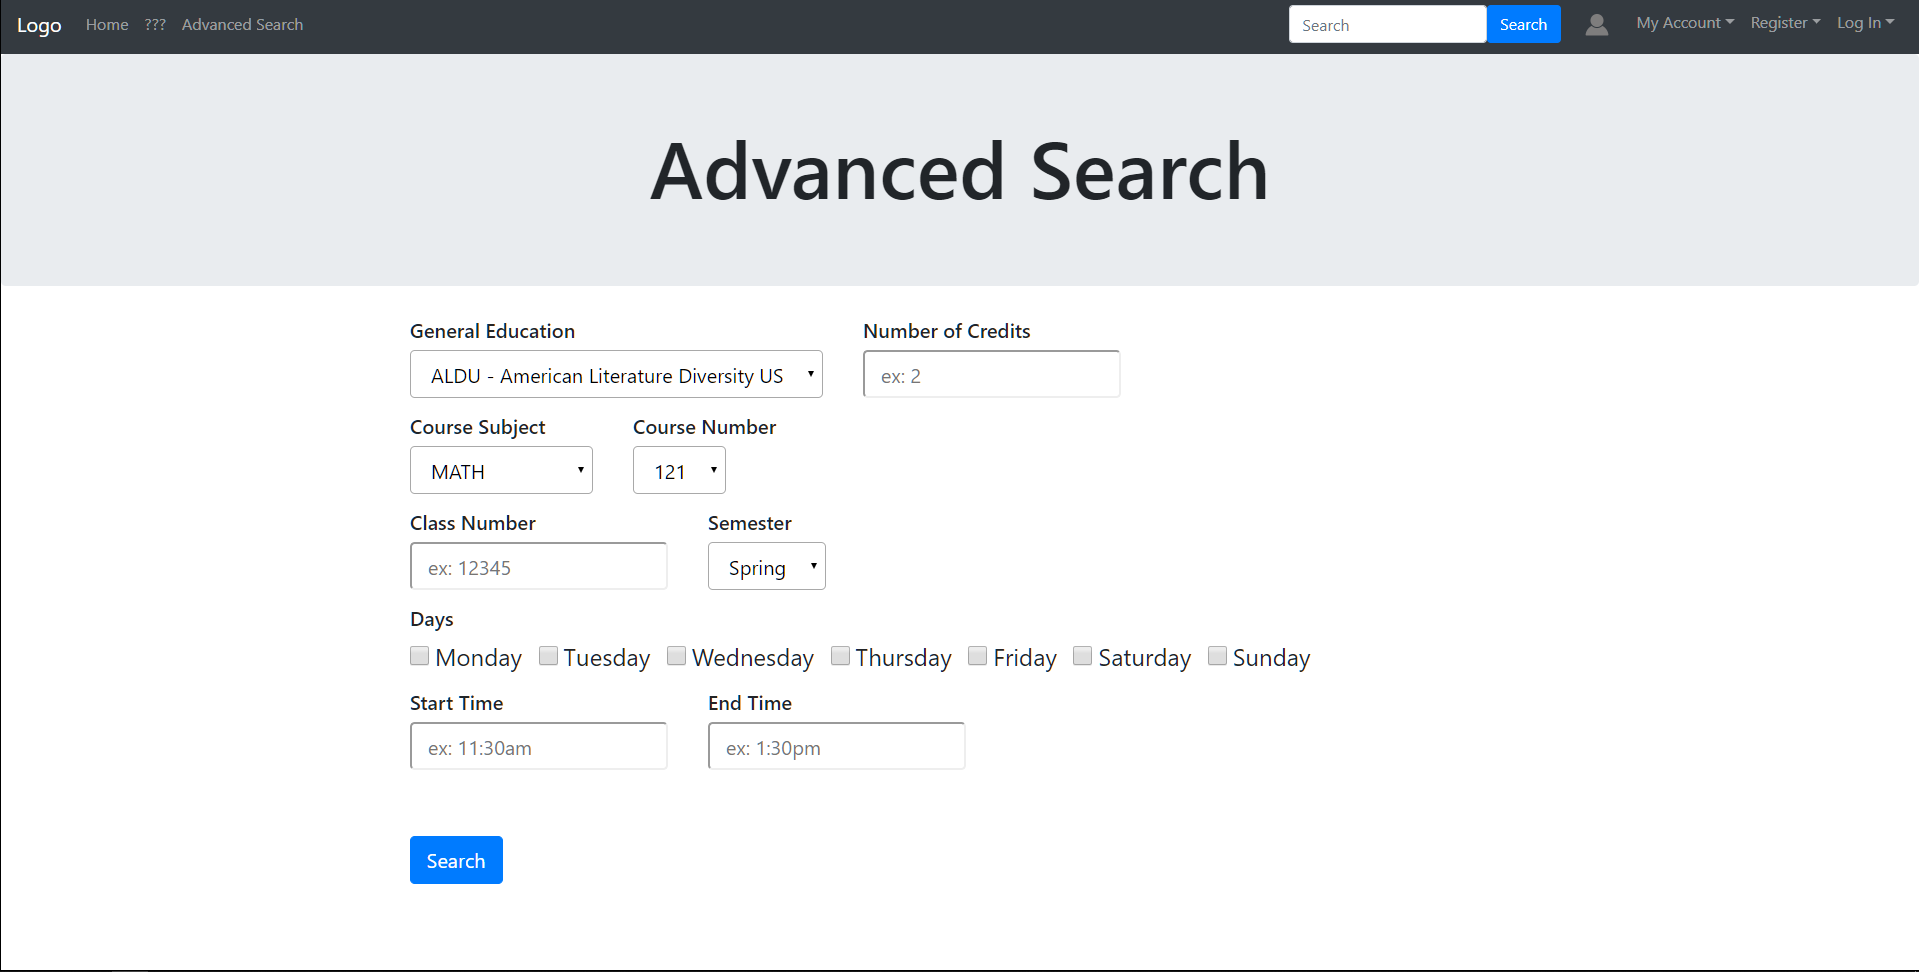 Logo Home ??? Advanced Search Search Search My Account Register Log In
Advanced Search
General Education Number of Credits
ALDU - American Literature Diversity US ex: 2
Course Subject Course Number
MATH 121
Class Number Semester
ex: 12345 Spring
Days
Monday Tuesday Wednesday Thursday Friday Saturday Sunday
Start Time End Time
ex: 11:30am ex: 1:30pm
Search